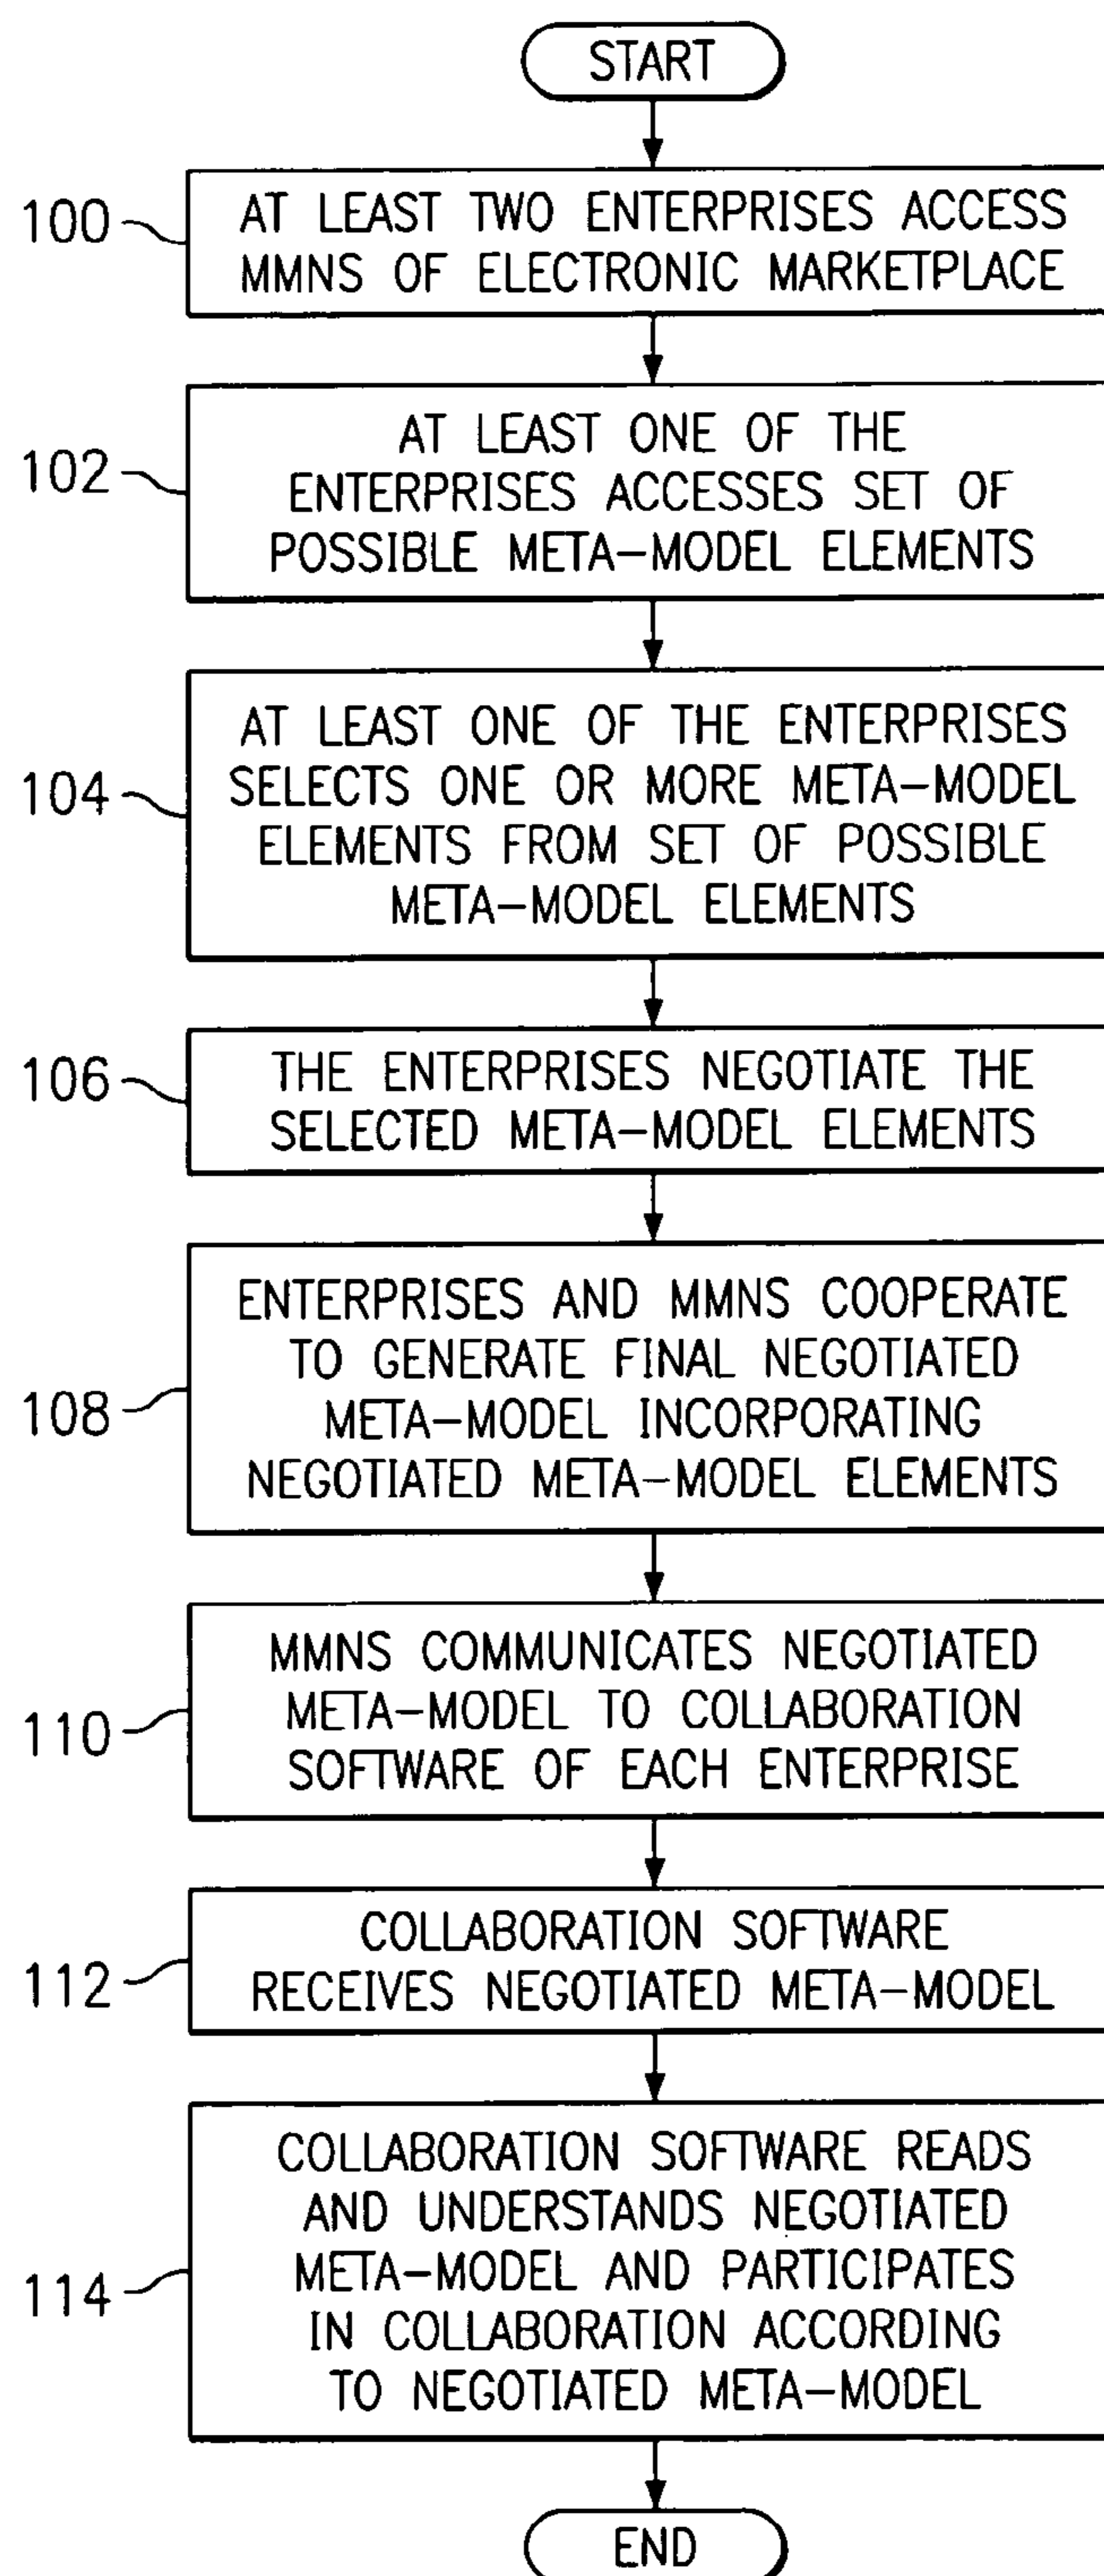 START
100
AT LEAST TWO ENTERPRISES ACCESS
MMNS OF ELECTRONIC MARKETPLACE
102
AT LEAST ONE OF THE
ENTERPRISES ACCESSES SET OF
POSSIBLE META-MODEL ELEMENTS
104
AT LEAST ONE OF THE ENTERPRISES
SELECTS ONE OR MORE META-MODEL
ELEMENTS FROM SET OF POSSIBLE
META-MODEL ELEMENTS
106
THE ENTERPRISES NEGOTIATE THE
SELECTED META-MODEL ELEMENTS
108
ENTERPRISES AND MMNS COOPERATE
TO GENERATE FINAL NEGOTIATED
META-MODEL INCORPORATING
NEGOTIATED META-MODEL ELEMENTS
110
MMNS COMMUNICATES NEGOTIATED
META-MODEL TO COLLABORATION
SOFTWARE OF EACH ENTERPRISE
112
COLLABORATION SOFTWARE
RECEIVES NEGOTIATED META-MODEL
114
COLLABORATION SOFTWARE READS
AND UNDERSTANDS NEGOTIATED
META-MODEL AND PARTICIPATES
IN COLLABORATION ACCORDING
TO NEGOTIATED META-MODEL
END